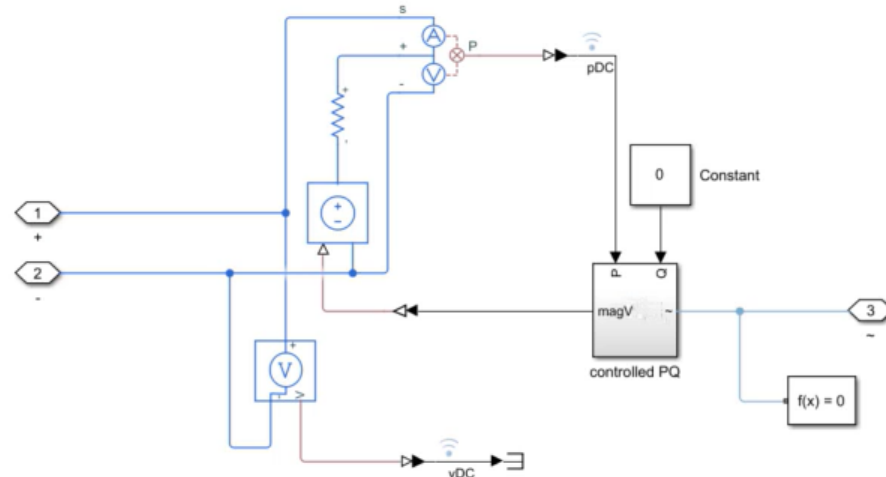 s
A
+
P
V
-
pDC
+
-
0
Constant
+
-
1
+
2
-
P
Q
magV
~
3
~
controlled PQ
+
V
-
V
f(x) = 0
vDC